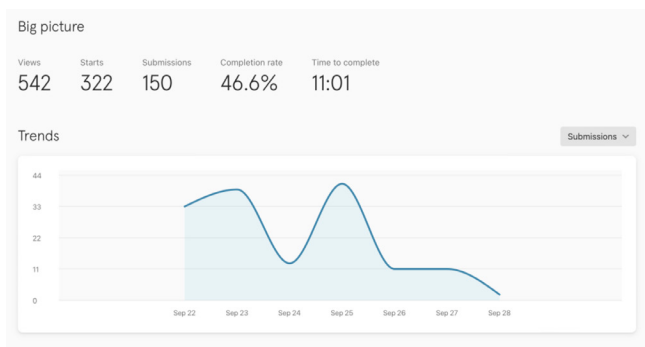 Big picture
Views Starts Submissions Completion rate Time to complete
542 322 150 46.6% 11:01
Trends
Submissions
44
33
22
11
0
Sep 22 Sep 23 Sep 24 Sep 25 Sep 26 Sep 27 Sep 28